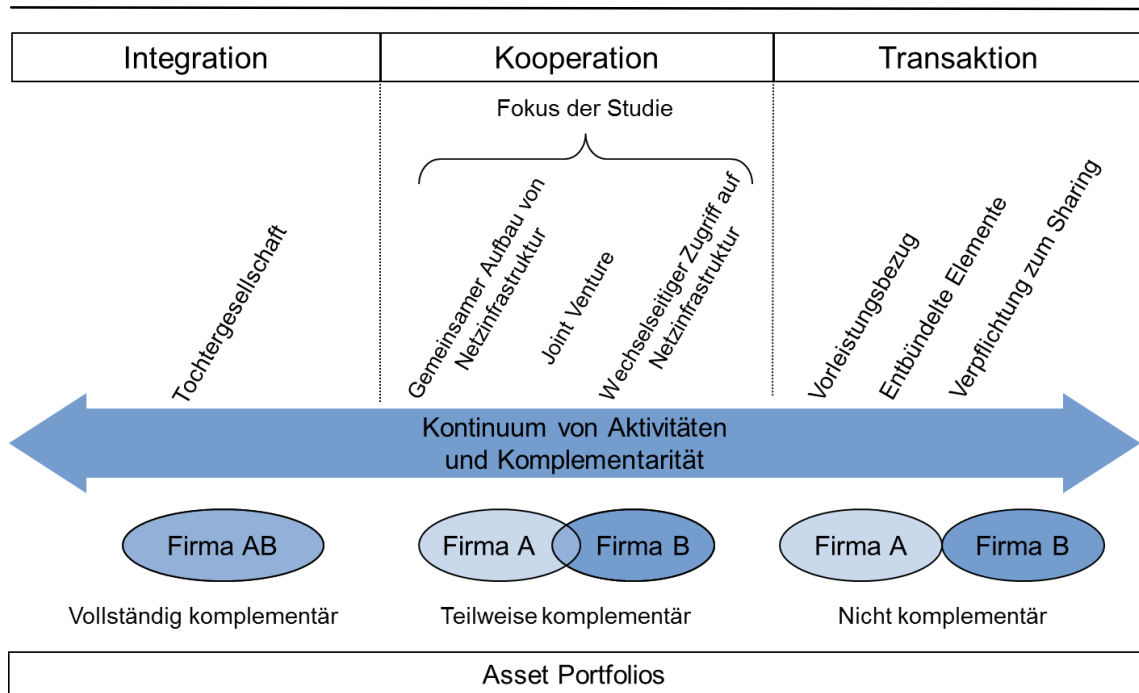 Integration
Kooperation
Transaktion
Fokus der Studie
Tochtergesellschaft
Gemeinsamer Aufbau von
Netzinfrastruktur
Joint Venture
Wechselseitiger Zugriff auf
Netzinfrastruktur
Vorleistungsbezug
Entbündelte Elemente
Verpflichtung zum Sharing
Kontinuum von Aktivitäten
und Komplementarität
Firma AB
Firma A
Firma B
Firma A
Firma B
Vollständig komplementär
Teilweise komplementär
Nicht komplementär
Asset Portfolios